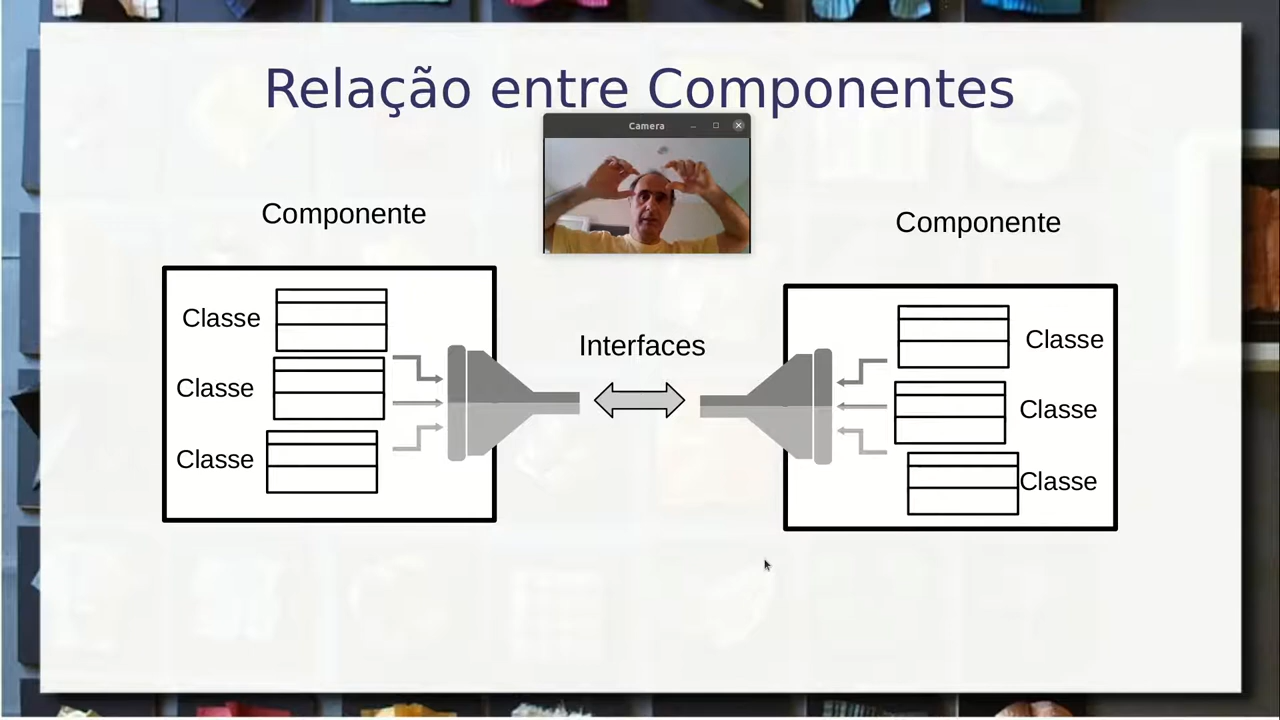 Relação entre Componentes
Camera
Componente
Componente
Classe
Classe
Classe
Interfaces
Classe
Classe
Classe